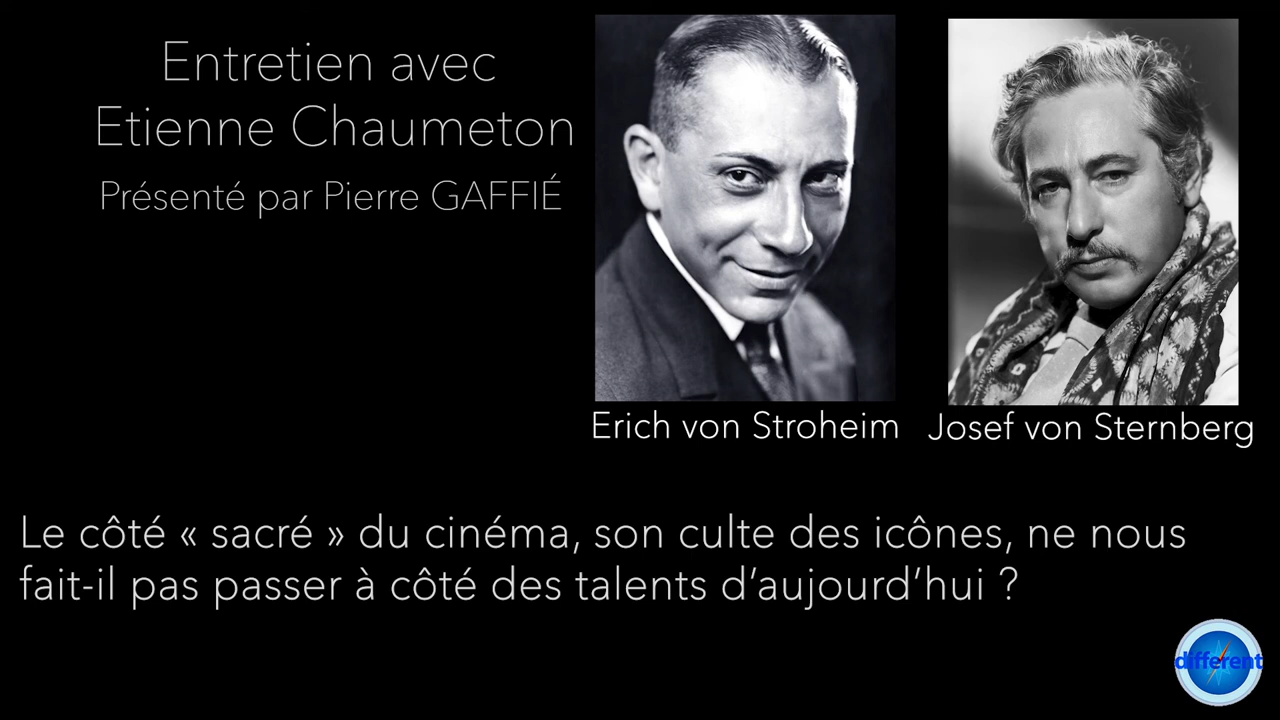 Entretien avec
Etienne Chaumeton
Présenté par Pierre GAFFIÉ
Erich von Stroheim
Josef von Sternberg
Le côté « sacré » du cinéma, son culte des icônes, ne nous
fait-il pas passer à côté des talents d’aujourd’hui ?
différent